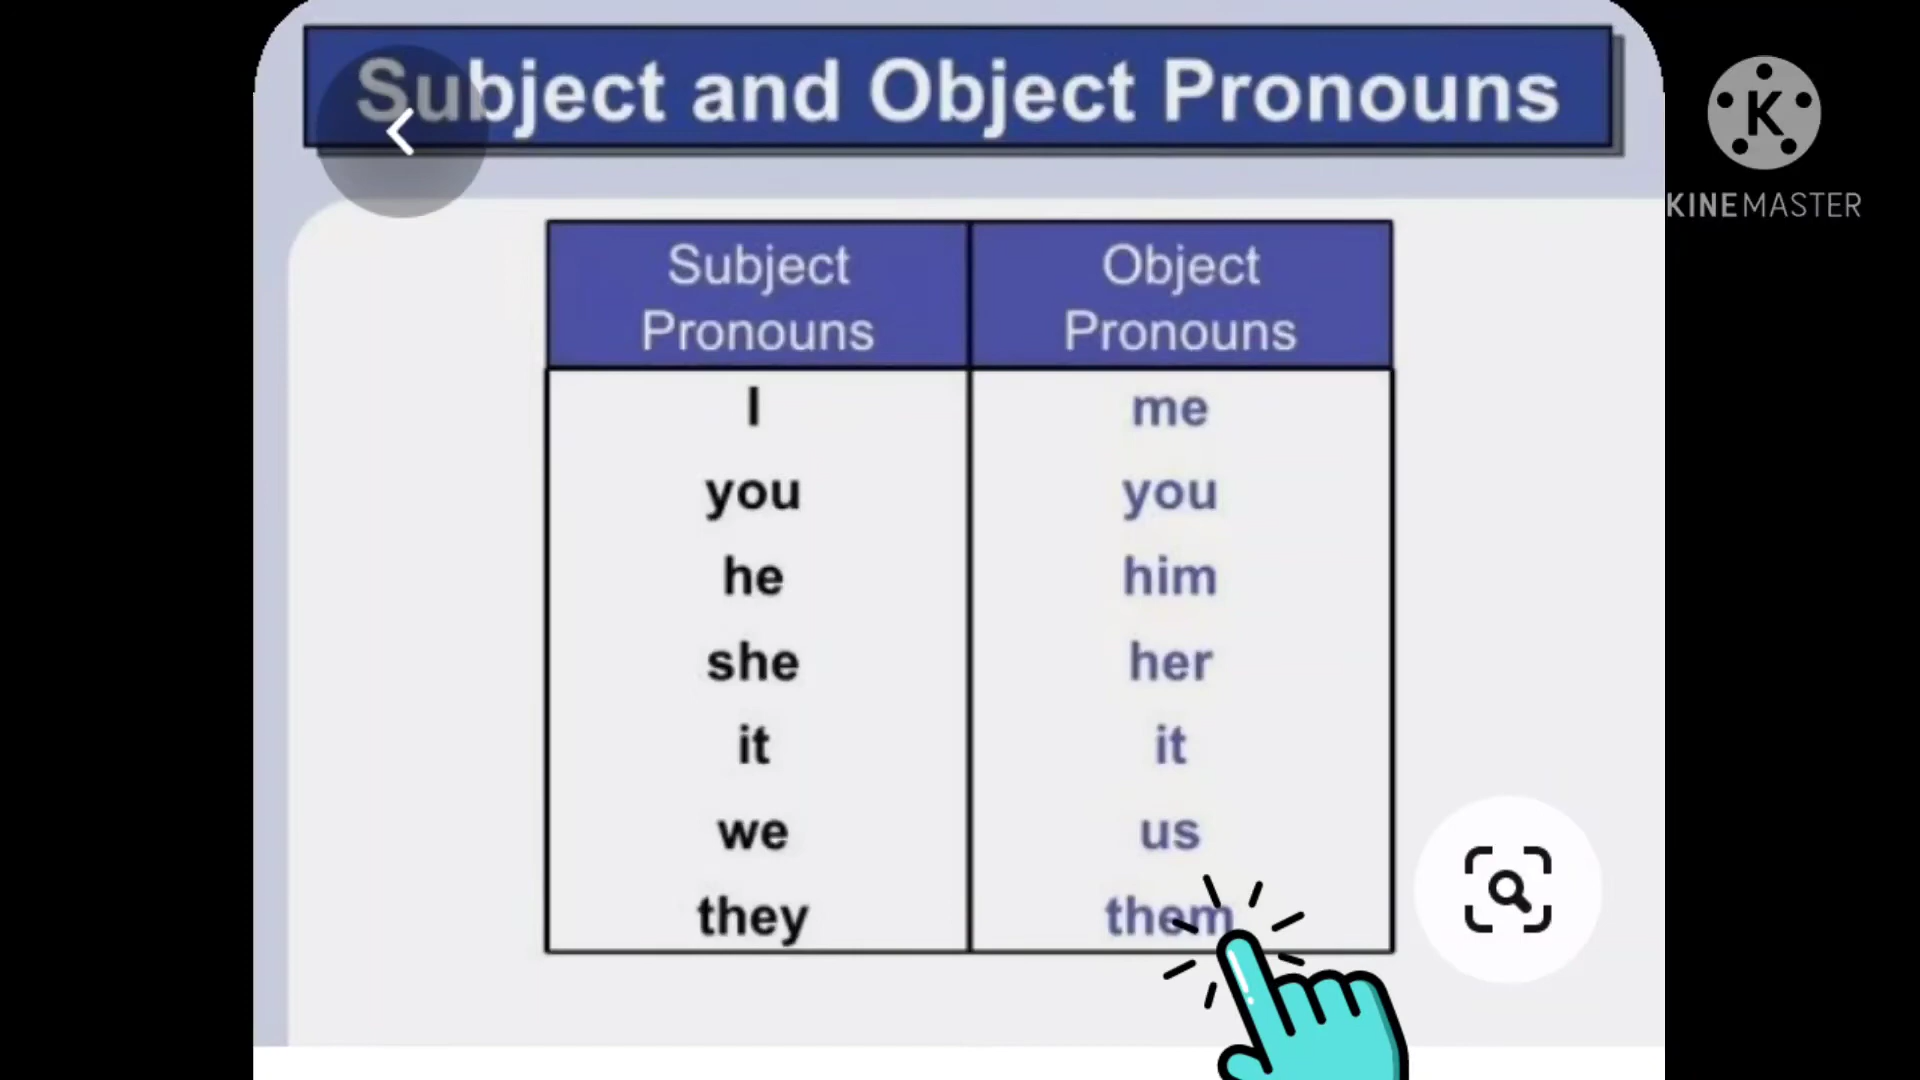 Subject and Object Pronouns
K
KINEMASTER
Subject Pronouns
Object Pronouns
I me
you you
he him
she her
it it
we us
they them